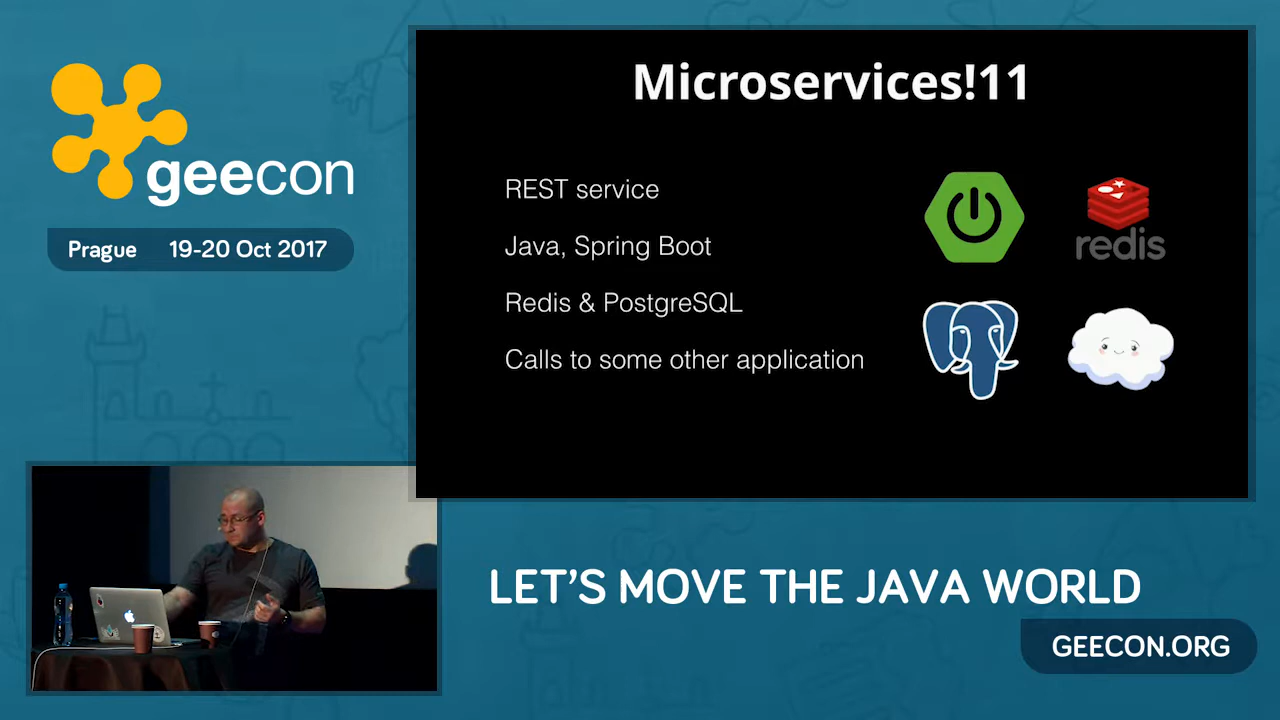 geecon
Prague 19-20 Oct 2017
Microservices!11
REST service
Java, Spring Boot
Redis & PostgreSQL
Calls to some other application
redis
LET'S MOVE THE JAVA WORLD
GEECON.ORG